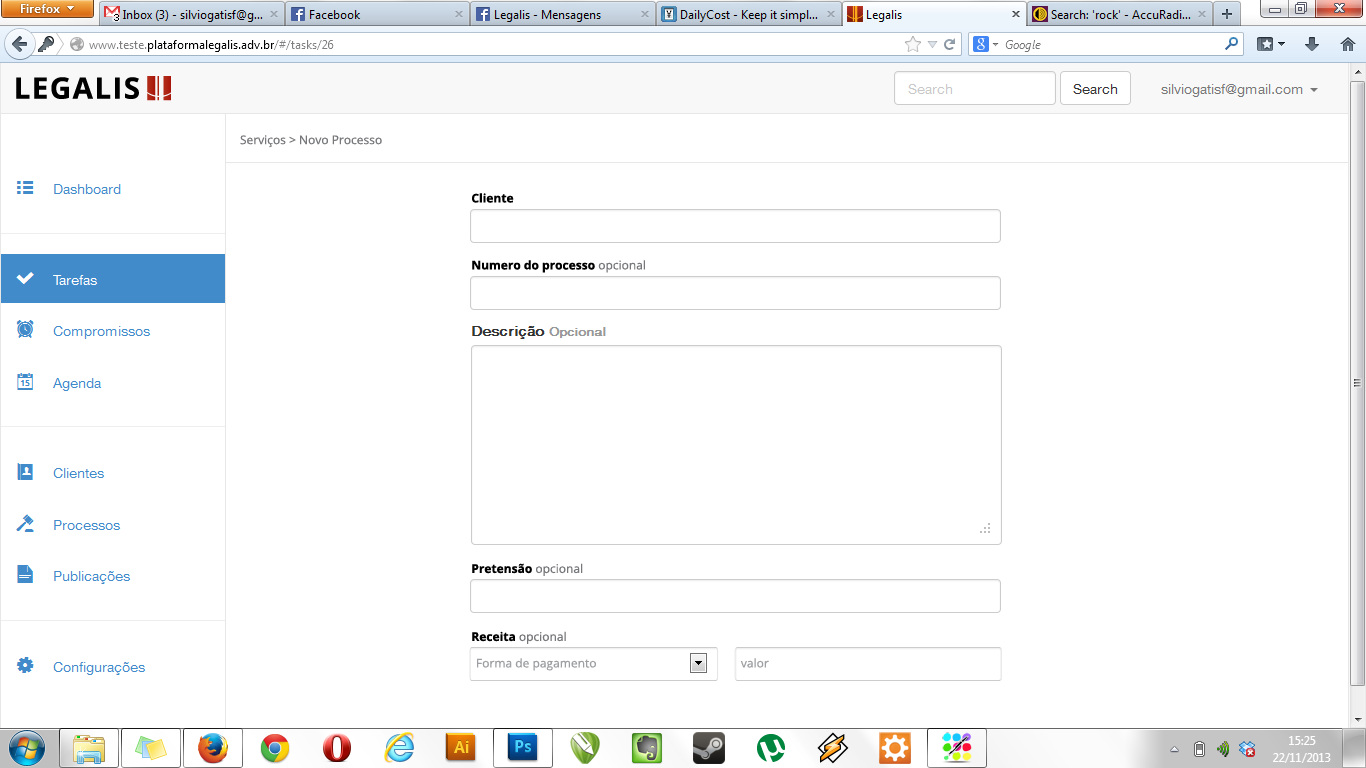 Firefox
Inbox (3) - silviogatisf@g...
Facebook
Legalis - Mensagens
DailyCost - Keep it simpl...
Legalis
Search: 'rock' - AccuRadi...
www.teste.plataformalegalis.adv.br/#/tasks/26
Google
LEGALIS
Search
Search
silviogatisf@gmail.com
Serviços > Novo Processo
Dashboard
Tarefas
Compromissos
15
Agenda
Clientes
Processos
Publicações
Configurações
Cliente
Numero do processo opcional
Descrição Opcional
Pretensão opcional
Receita opcional
Forma de pagamento
valor
Ai
Ps
15:25
22/11/2013